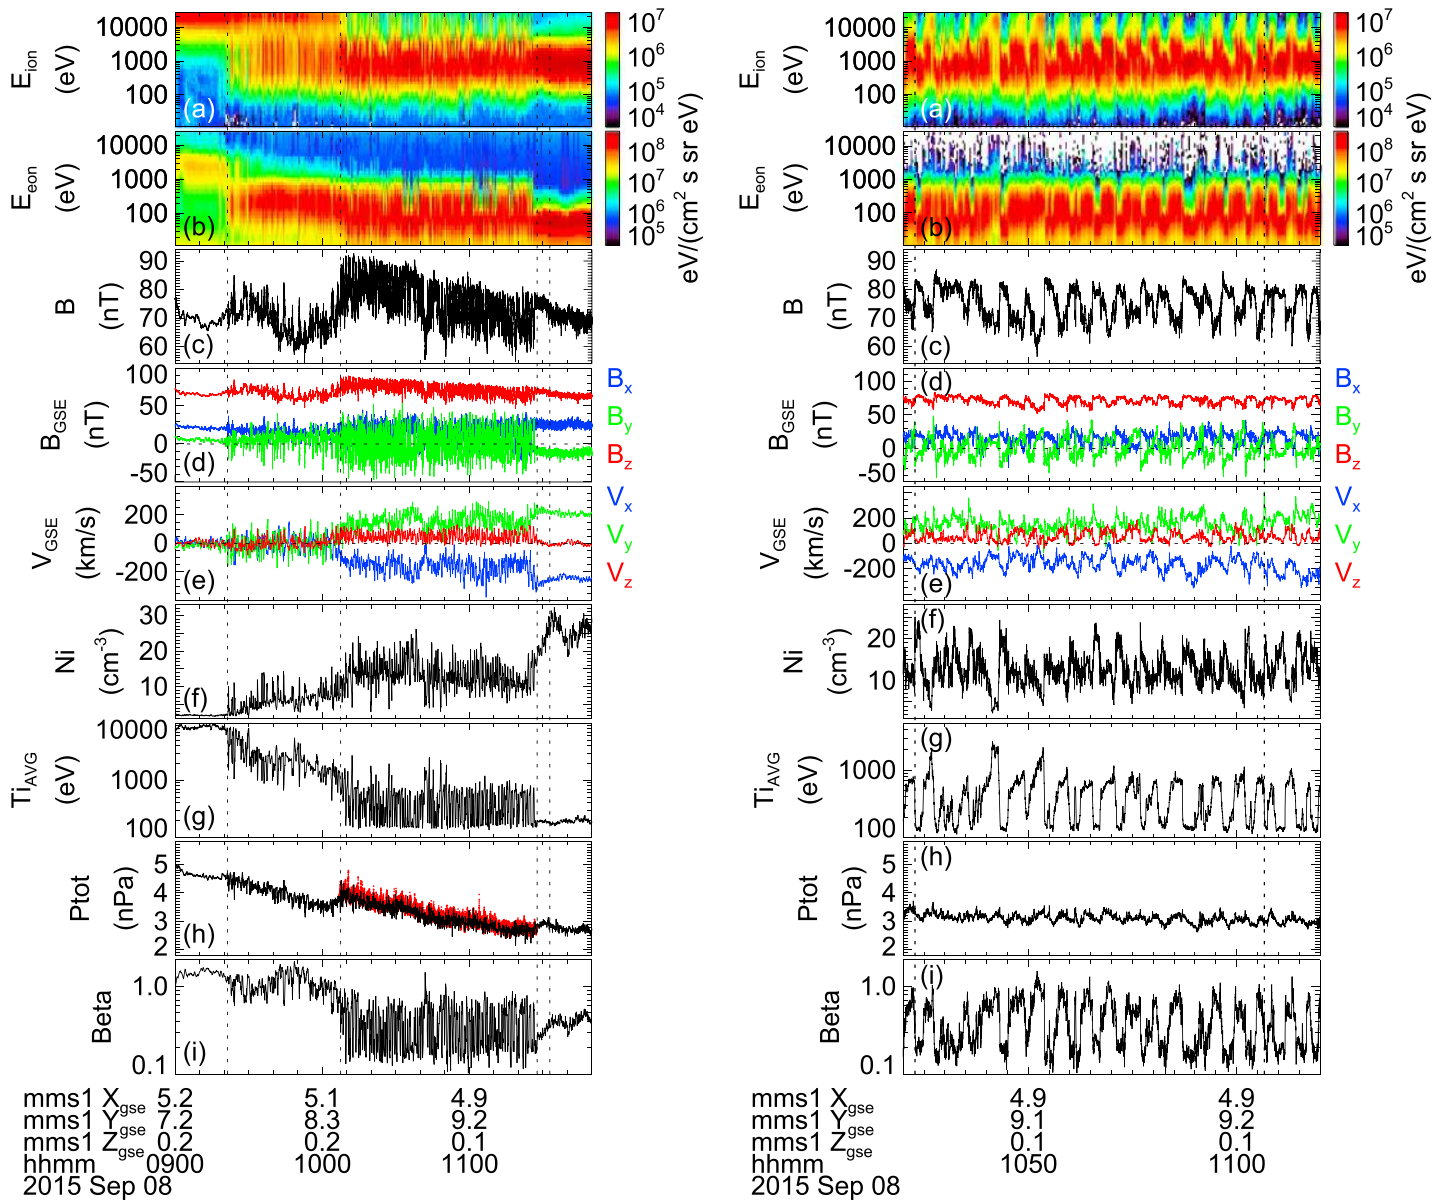 E_ion (eV)
10000
1000
100
(a)
10^7
10^6
10^5
10^4
E_eon (eV)
10000
1000
100
(b)
10^8
10^7
10^6
10^5
eV/(cm^2 s sr eV)
B (nT)
90
80
70
60
(c)
B_GSE (nT)
100
50
0
-50
(d)
B_x
B_y
B_z
V_GSE (km/s)
200
0
-200
(e)
V_x
V_y
V_z
Ni (cm^-3)
30
20
10
(f)
Ti_AVG (eV)
10000
1000
100
(g)
Ptot (nPa)
5
4
3
2
(h)
Beta
1.0
0.1
(i)
mms1 X_gse 5.2 5.1 4.9
mms1 Y_gse 7.2 8.3 9.2
mms1 Z_gse 0.2 0.2 0.1
hhmm 0900 1000 1100
2015 Sep 08
E_ion (eV)
10000
1000
100
(a)
10^7
10^6
10^5
10^4
E_eon (eV)
10000
1000
100
(b)
10^8
10^7
10^6
10^5
eV/(cm^2 s sr eV)
B (nT)
90
80
70
60
(c)
B_GSE (nT)
100
50
0
-50
(d)
B_x
B_y
B_z
V_GSE (km/s)
200
0
-200
(e)
V_x
V_y
V_z
Ni (cm^-3)
20
10
(f)
Ti_AVG (eV)
1000
100
(g)
Ptot (nPa)
5
4
3
2
(h)
Beta
1.0
0.1
(i)
mms1 X_gse 4.9 4.9
mms1 Y_gse 9.1 9.2
mms1 Z_gse 0.1 0.1
hhmm 1050 1100
2015 Sep 08